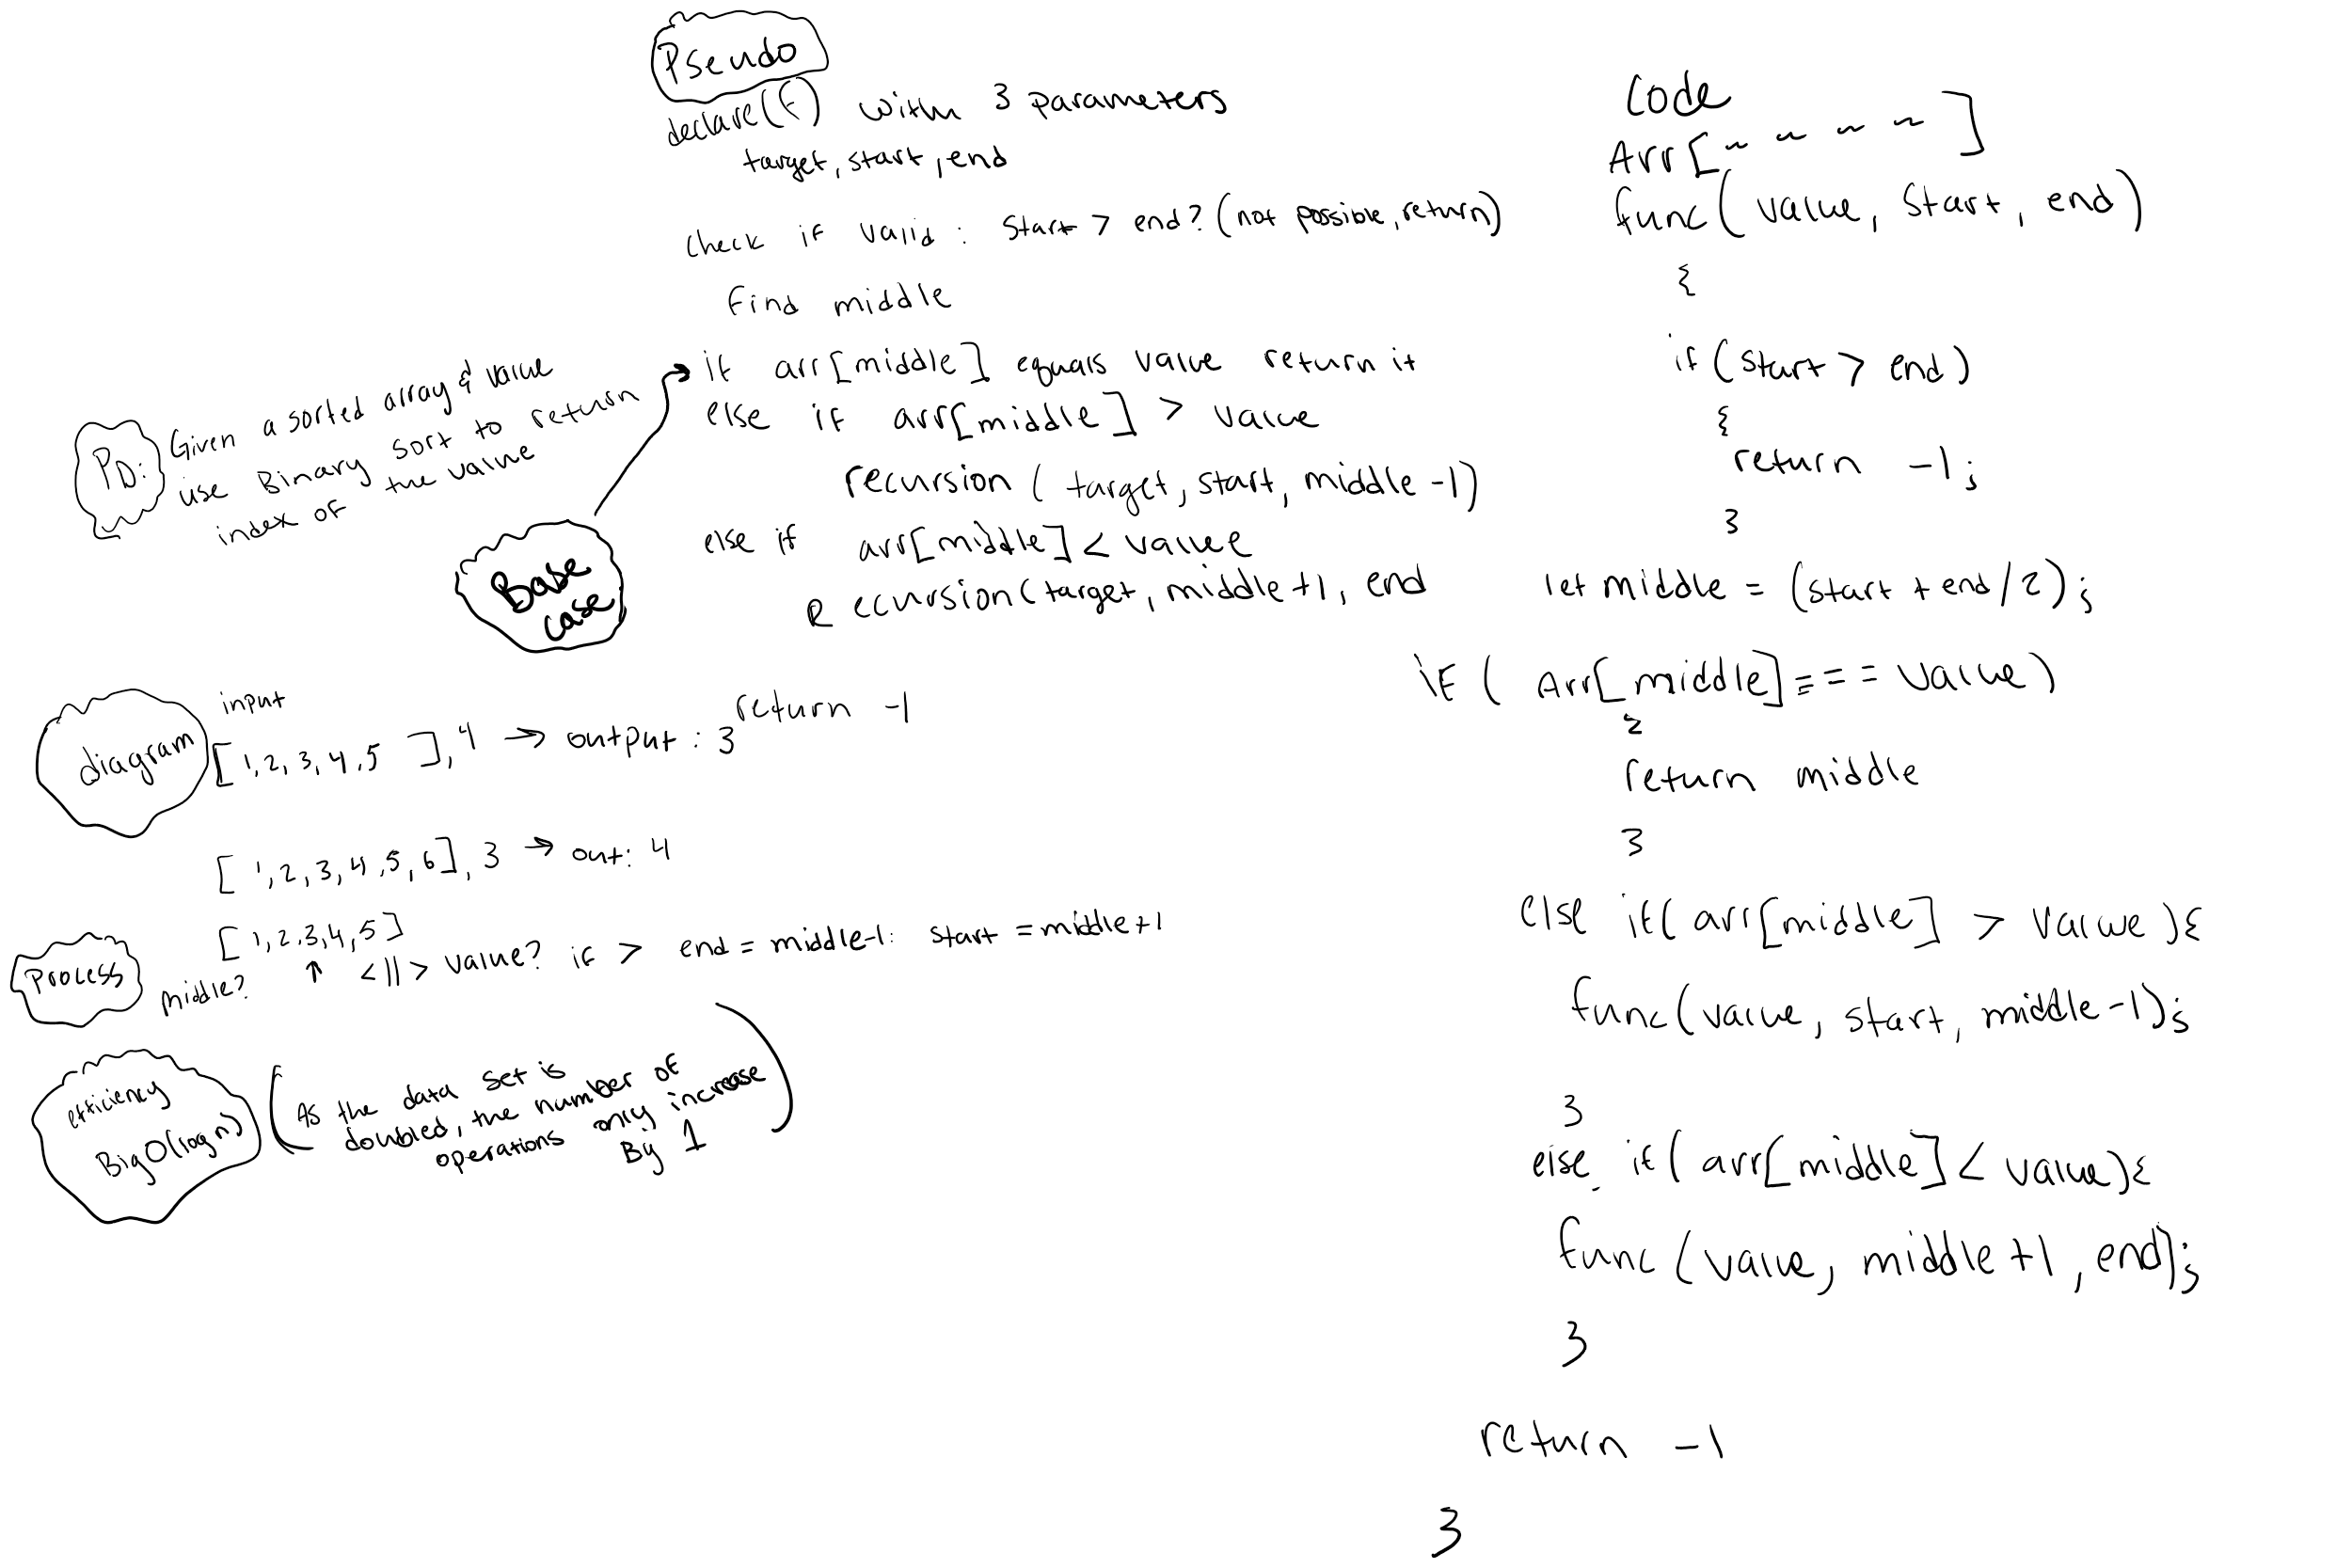 Pseudo
declare(f) with 3 parameters
target, start, end
check if valid : start > end? (not possible, return)
find middle
if arr[middle] equals value return it
else if arr[middle] > value
recursion ( target, start, middle -1)
else if arr[middle] < value
Recursion(target, middle +1, end
return -1
PD:
Given a sorted array & value
use Binary sort to return
index of the value
Base
case
diagram
input
[ 1, 2, 3, 4, 5 ], 4 → output : 3
[ 1, 2, 3, 4, 5, 6], 3 → out: 4
Process
[ 1, 2, 3, 4, 5]
Middle? ↑ < || > value? if > end = middle-1: start = middle +1
efficiency
Big O(log n)
(As the data set is
doubled, the number of
operations only increase
By 1)
Code
Arr[~ ~ ~ ~ ]
func( value, start, end)
{
if (start > end)
{
return -1;
}
let middle = (start + end / 2);
if ( Arr[middle] === value)
{
return middle
}
else if( arr[middle] > value ){
func( value, start, middle -1);
}
else if( arr[middle] < value){
func ( value, middle +1, end);
}
return -1
}